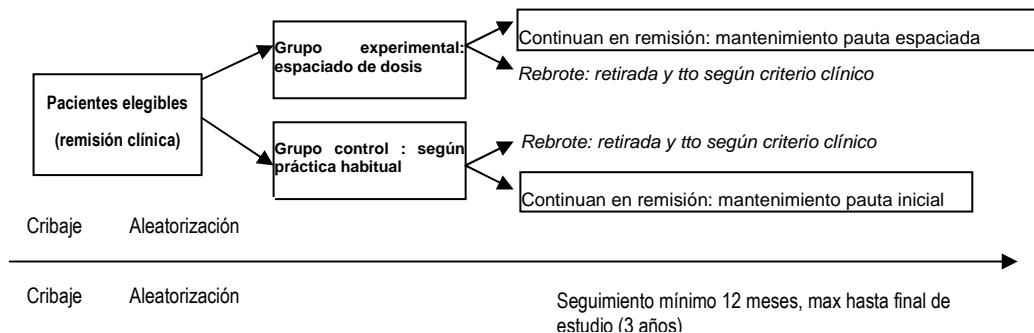 Pacientes elegibles
(remisión clínica)
Grupo experimental:
espaciado de dosis
Continuan en remisión: mantenimiento pauta espaciada
Rebrote: retirada y tto según criterio clínico
Grupo control : según
práctica habitual
Rebrote: retirada y tto según criterio clínico
Continuan en remisión: mantenimiento pauta inicial
Cribaje Aleatorización
Cribaje Aleatorización
Seguimiento mínimo 12 meses, max hasta final de
estudio (3 años)